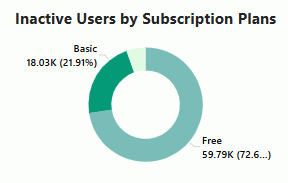 Inactive Users by Subscription Plans
Basic
18.03K (21.91%)
Free
59.79K (72.6...)